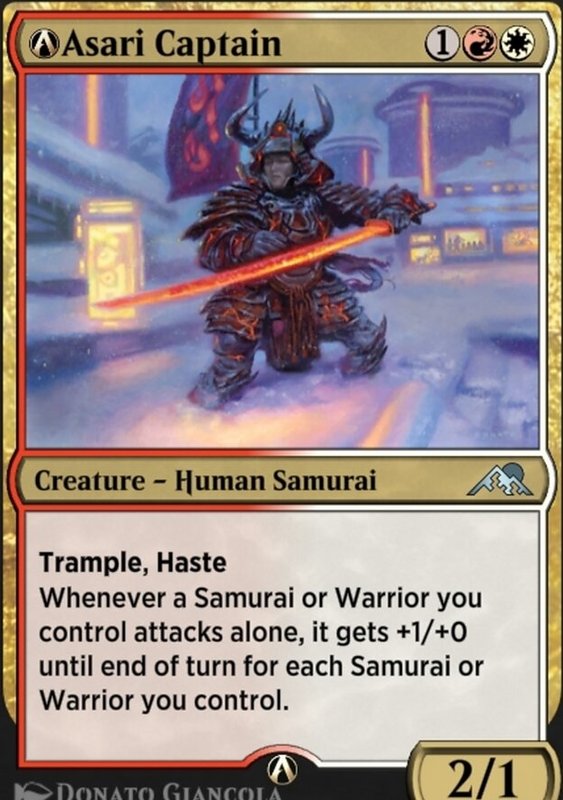 Asari Captain 1
Creature – Human Samurai
Trample, Haste
Whenever a Samurai or Warrior you
control attacks alone, it gets +1/+0
until end of turn for each Samurai or
Warrior you control.
DONATO GIANCOLA
2/1